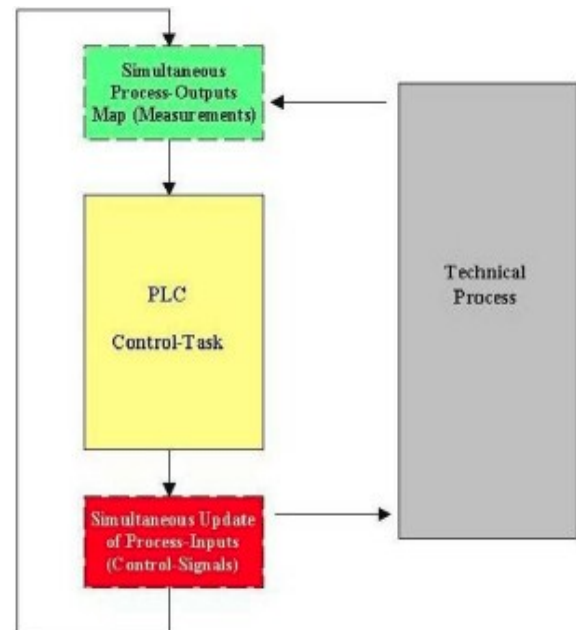 Simultaneous
Process-Outputs
Map (Measurements)
PLC
Control-Task
Technical
Process
Simultaneous Update
of Process-Inputs
(Control-Signals)